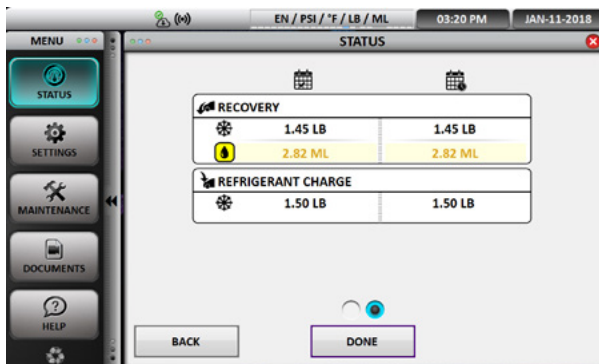 EN / PSI / °F / LB / ML
03:20 PM
JAN-11-2018
MENU
STATUS
STATUS
SETTINGS
MAINTENANCE
DOCUMENTS
HELP
RECOVERY
1.45 LB 1.45 LB
2.82 ML 2.82 ML
REFRIGERANT CHARGE
1.50 LB 1.50 LB
BACK
DONE